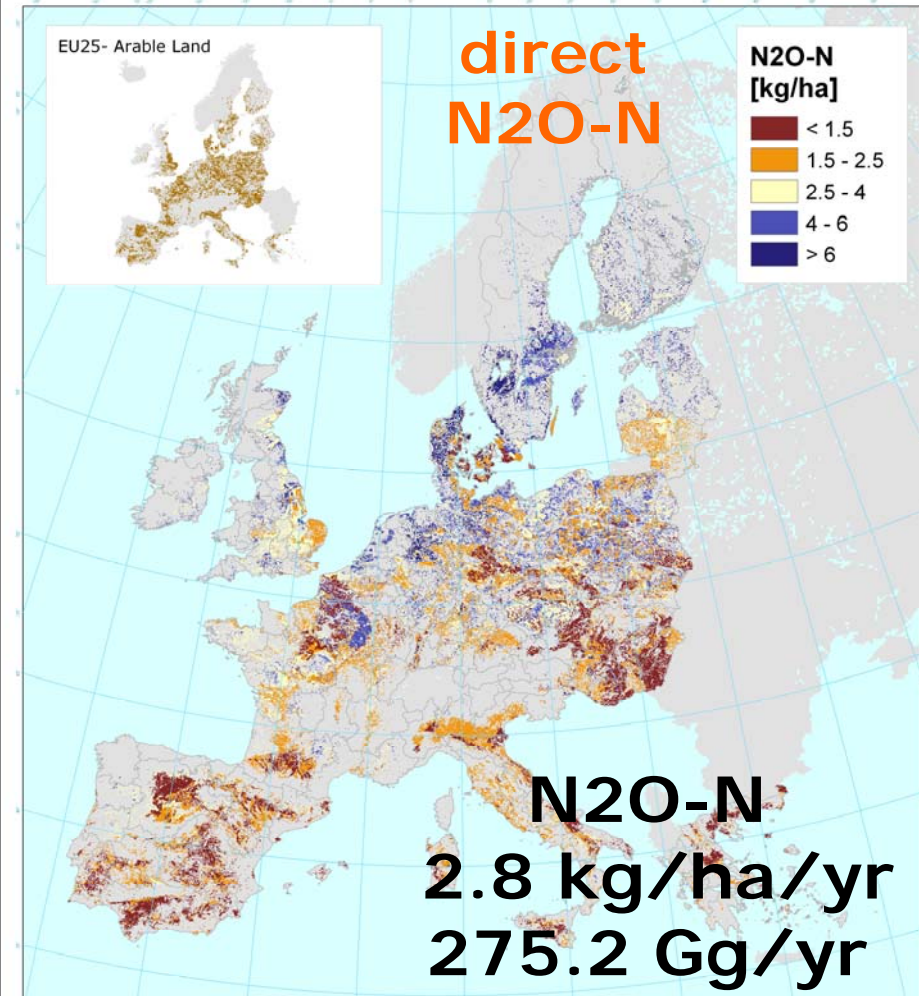 EU25- Arable Land
direct
N2O-N
N2O-N
[kg/ha]
< 1.5
1.5 - 2.5
2.5 - 4
4 - 6
> 6
N2O-N
2.8 kg/ha/yr
275.2 Gg/yr